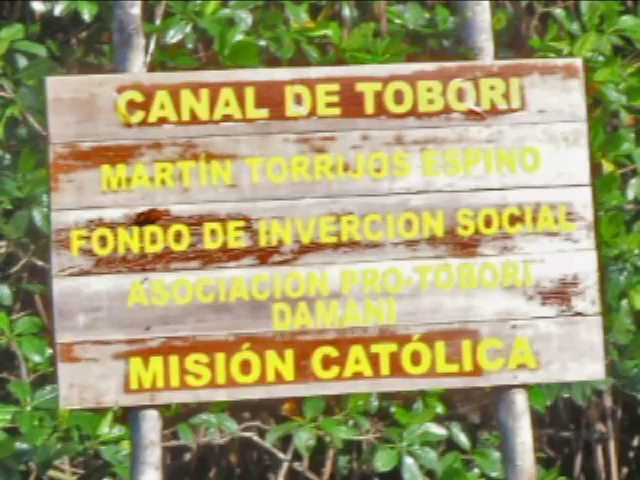 CANAL DE TOBORI
MARTÍN TORRIJOS ESPINO
FONDO DE INVERCION SOCIAL
ASOCIACION PRO-TOBORI
DAMANI
MISIÓN CATÓLICA